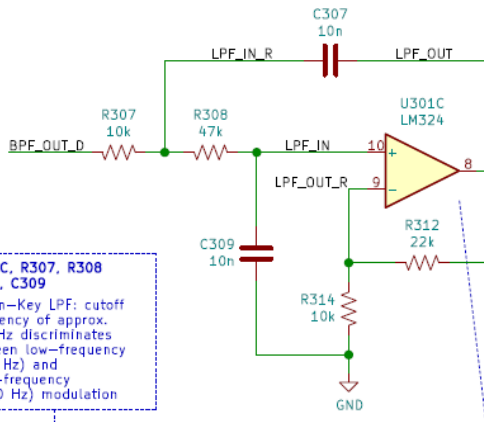 C307
10n
LPF_IN_R
LPF_OUT
R307
10k
R308
47k
U301C
LM324
BPF_OUT_D
LPF_IN
10
+
8
LPF_OUT_R
9
−
R312
22k
C309
10n
R314
10k
GND
C, R307, R308
, C309
n-Key LPF: cutoff
ency of approx.
Hz discriminates
een low-frequency
Hz) and
-frequency
0 Hz) modulation